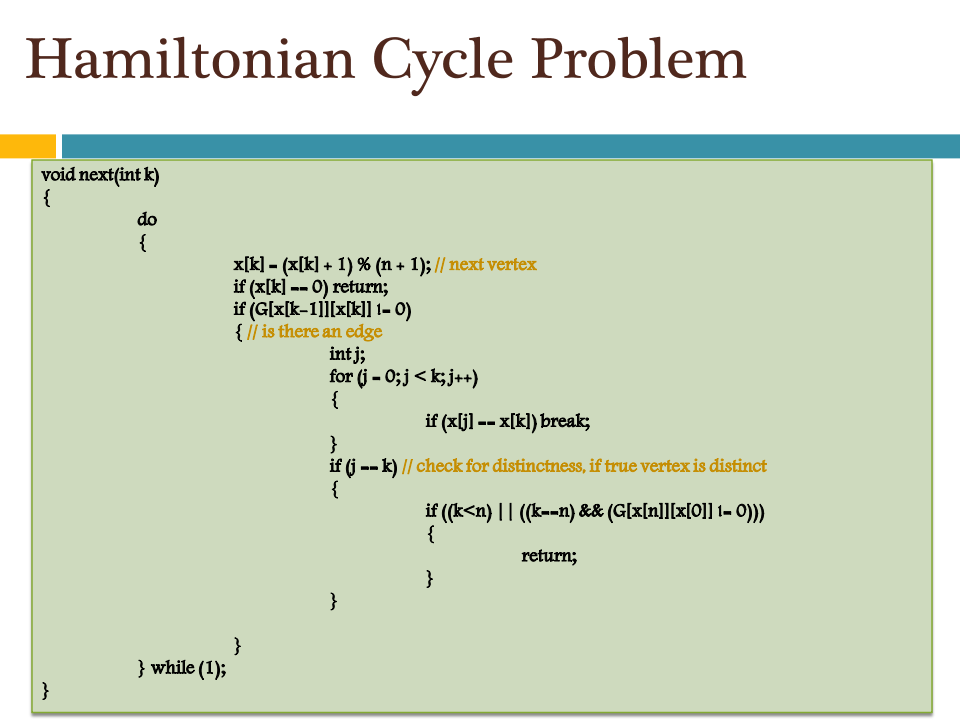 Hamiltonian Cycle Problem
void next(int k)
{
do
{
x[k] = (x[k] + 1) % (n + 1); // next vertex
if (x[k] == 0) return;
if (G[x[k-1]][x[k]] != 0)
{ // is there an edge
int j;
for (j = 0; j < k; j++)
{
if (x[j] == x[k]) break;
}
if (j == k) // check for distinctness, if true vertex is distinct
{
if ((k<n) || ((k==n) && (G[x[n]][x[0]] != 0)))
{
return;
}
}
}
} while (1);
}